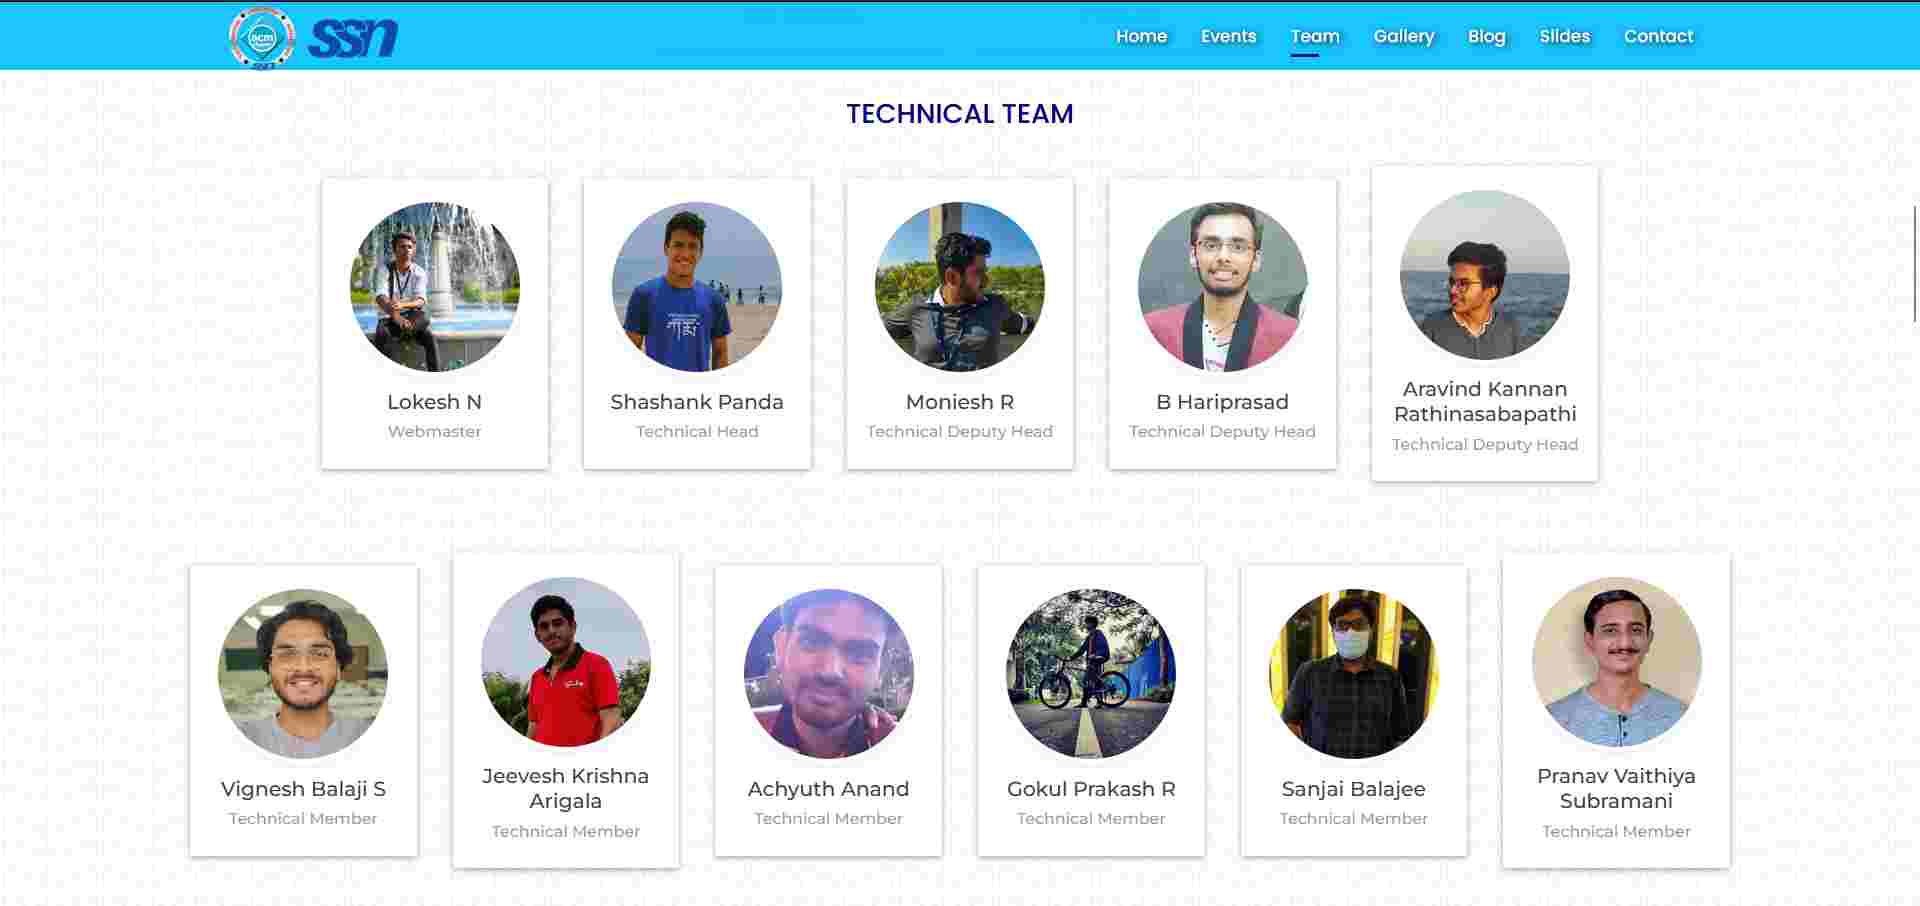 acm
SSN
ssn
Home
Events
Team
Gallery
Blog
Slides
Contact
TECHNICAL TEAM
Lokesh N
Webmaster
Shashank Panda
Technical Head
Moniesh R
Technical Deputy Head
B Hariprasad
Technical Deputy Head
Aravind Kannan
Rathinasabapathi
Technical Deputy Head
Vignesh Balaji S
Technical Member
Jeevesh Krishna
Arigala
Technical Member
Achyuth Anand
Technical Member
Gokul Prakash R
Technical Member
Sanjai Balajee
Technical Member
Pranav Vaithiya
Subramani
Technical Member